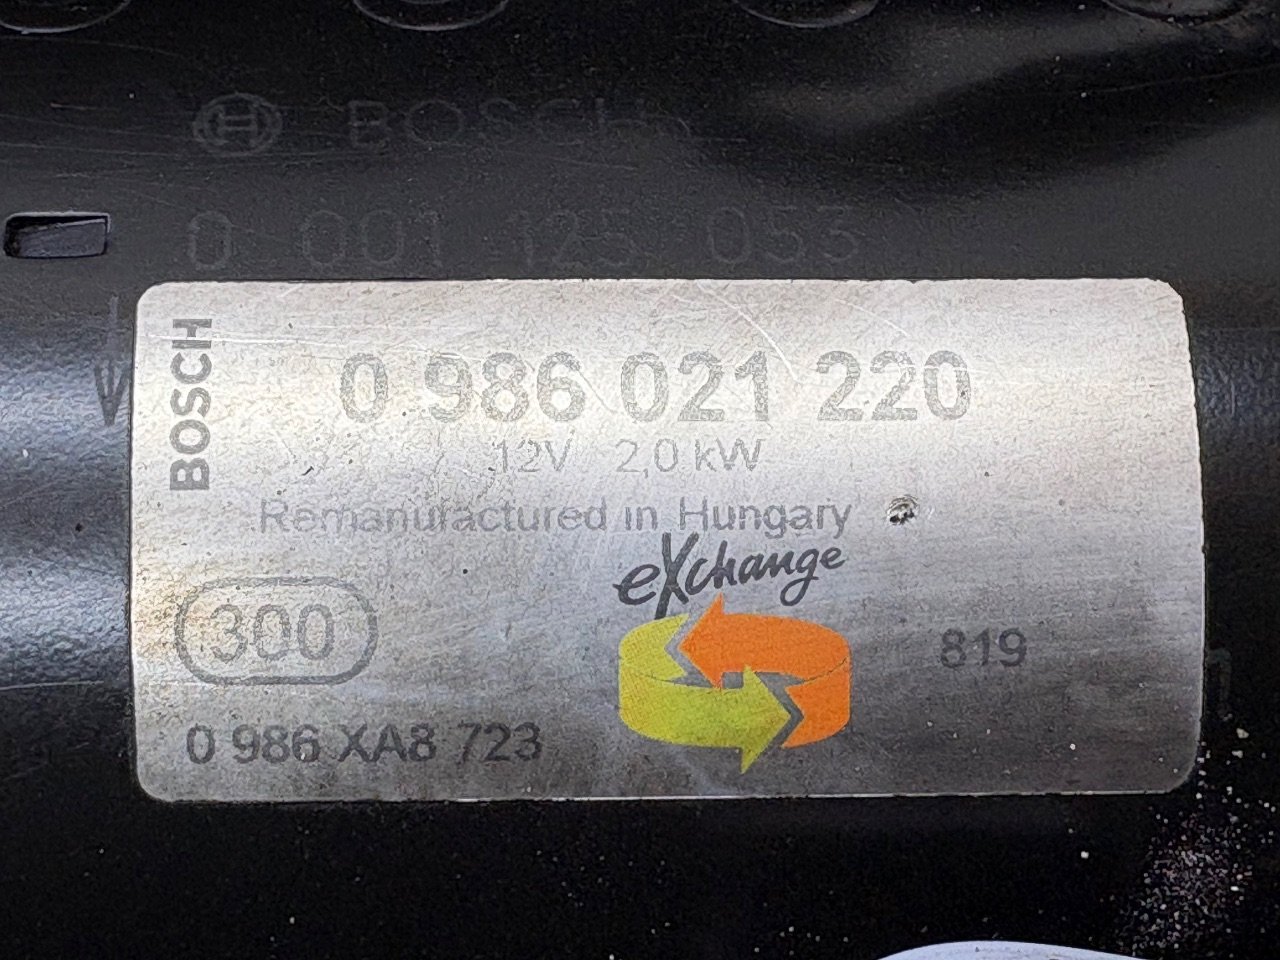 BOSCH
0 001 125 053
BOSCH
0 986 021 220
12V 2,0 kW
Remanufactured in Hungary
eXchange
300
819
0 986 XA8 723